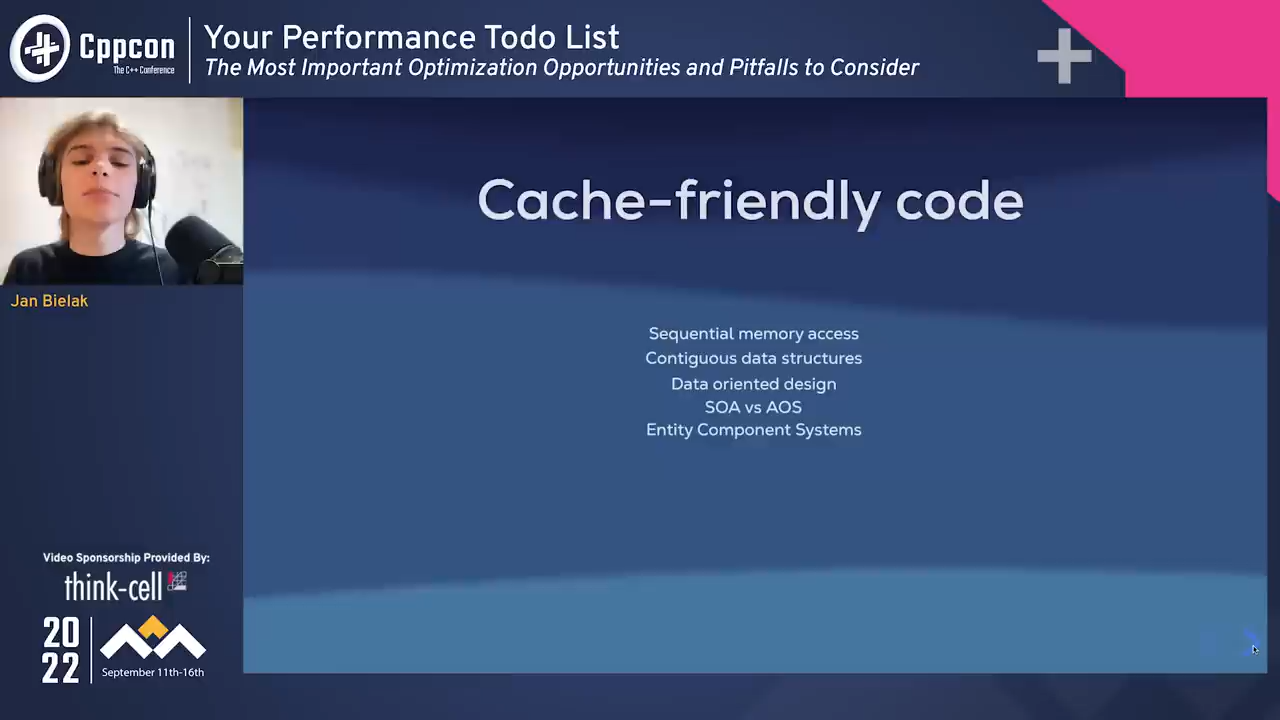 Cppcon
The C++ Conference
Your Performance Todo List
The Most Important Optimization Opportunities and Pitfalls to Consider
Jan Bielak
Cache-friendly code
Sequential memory access
Contiguous data structures
Data oriented design
SOA vs AOS
Entity Component Systems
Video Sponsorship Provided By:
think-cell
20
22
September 11th-16th